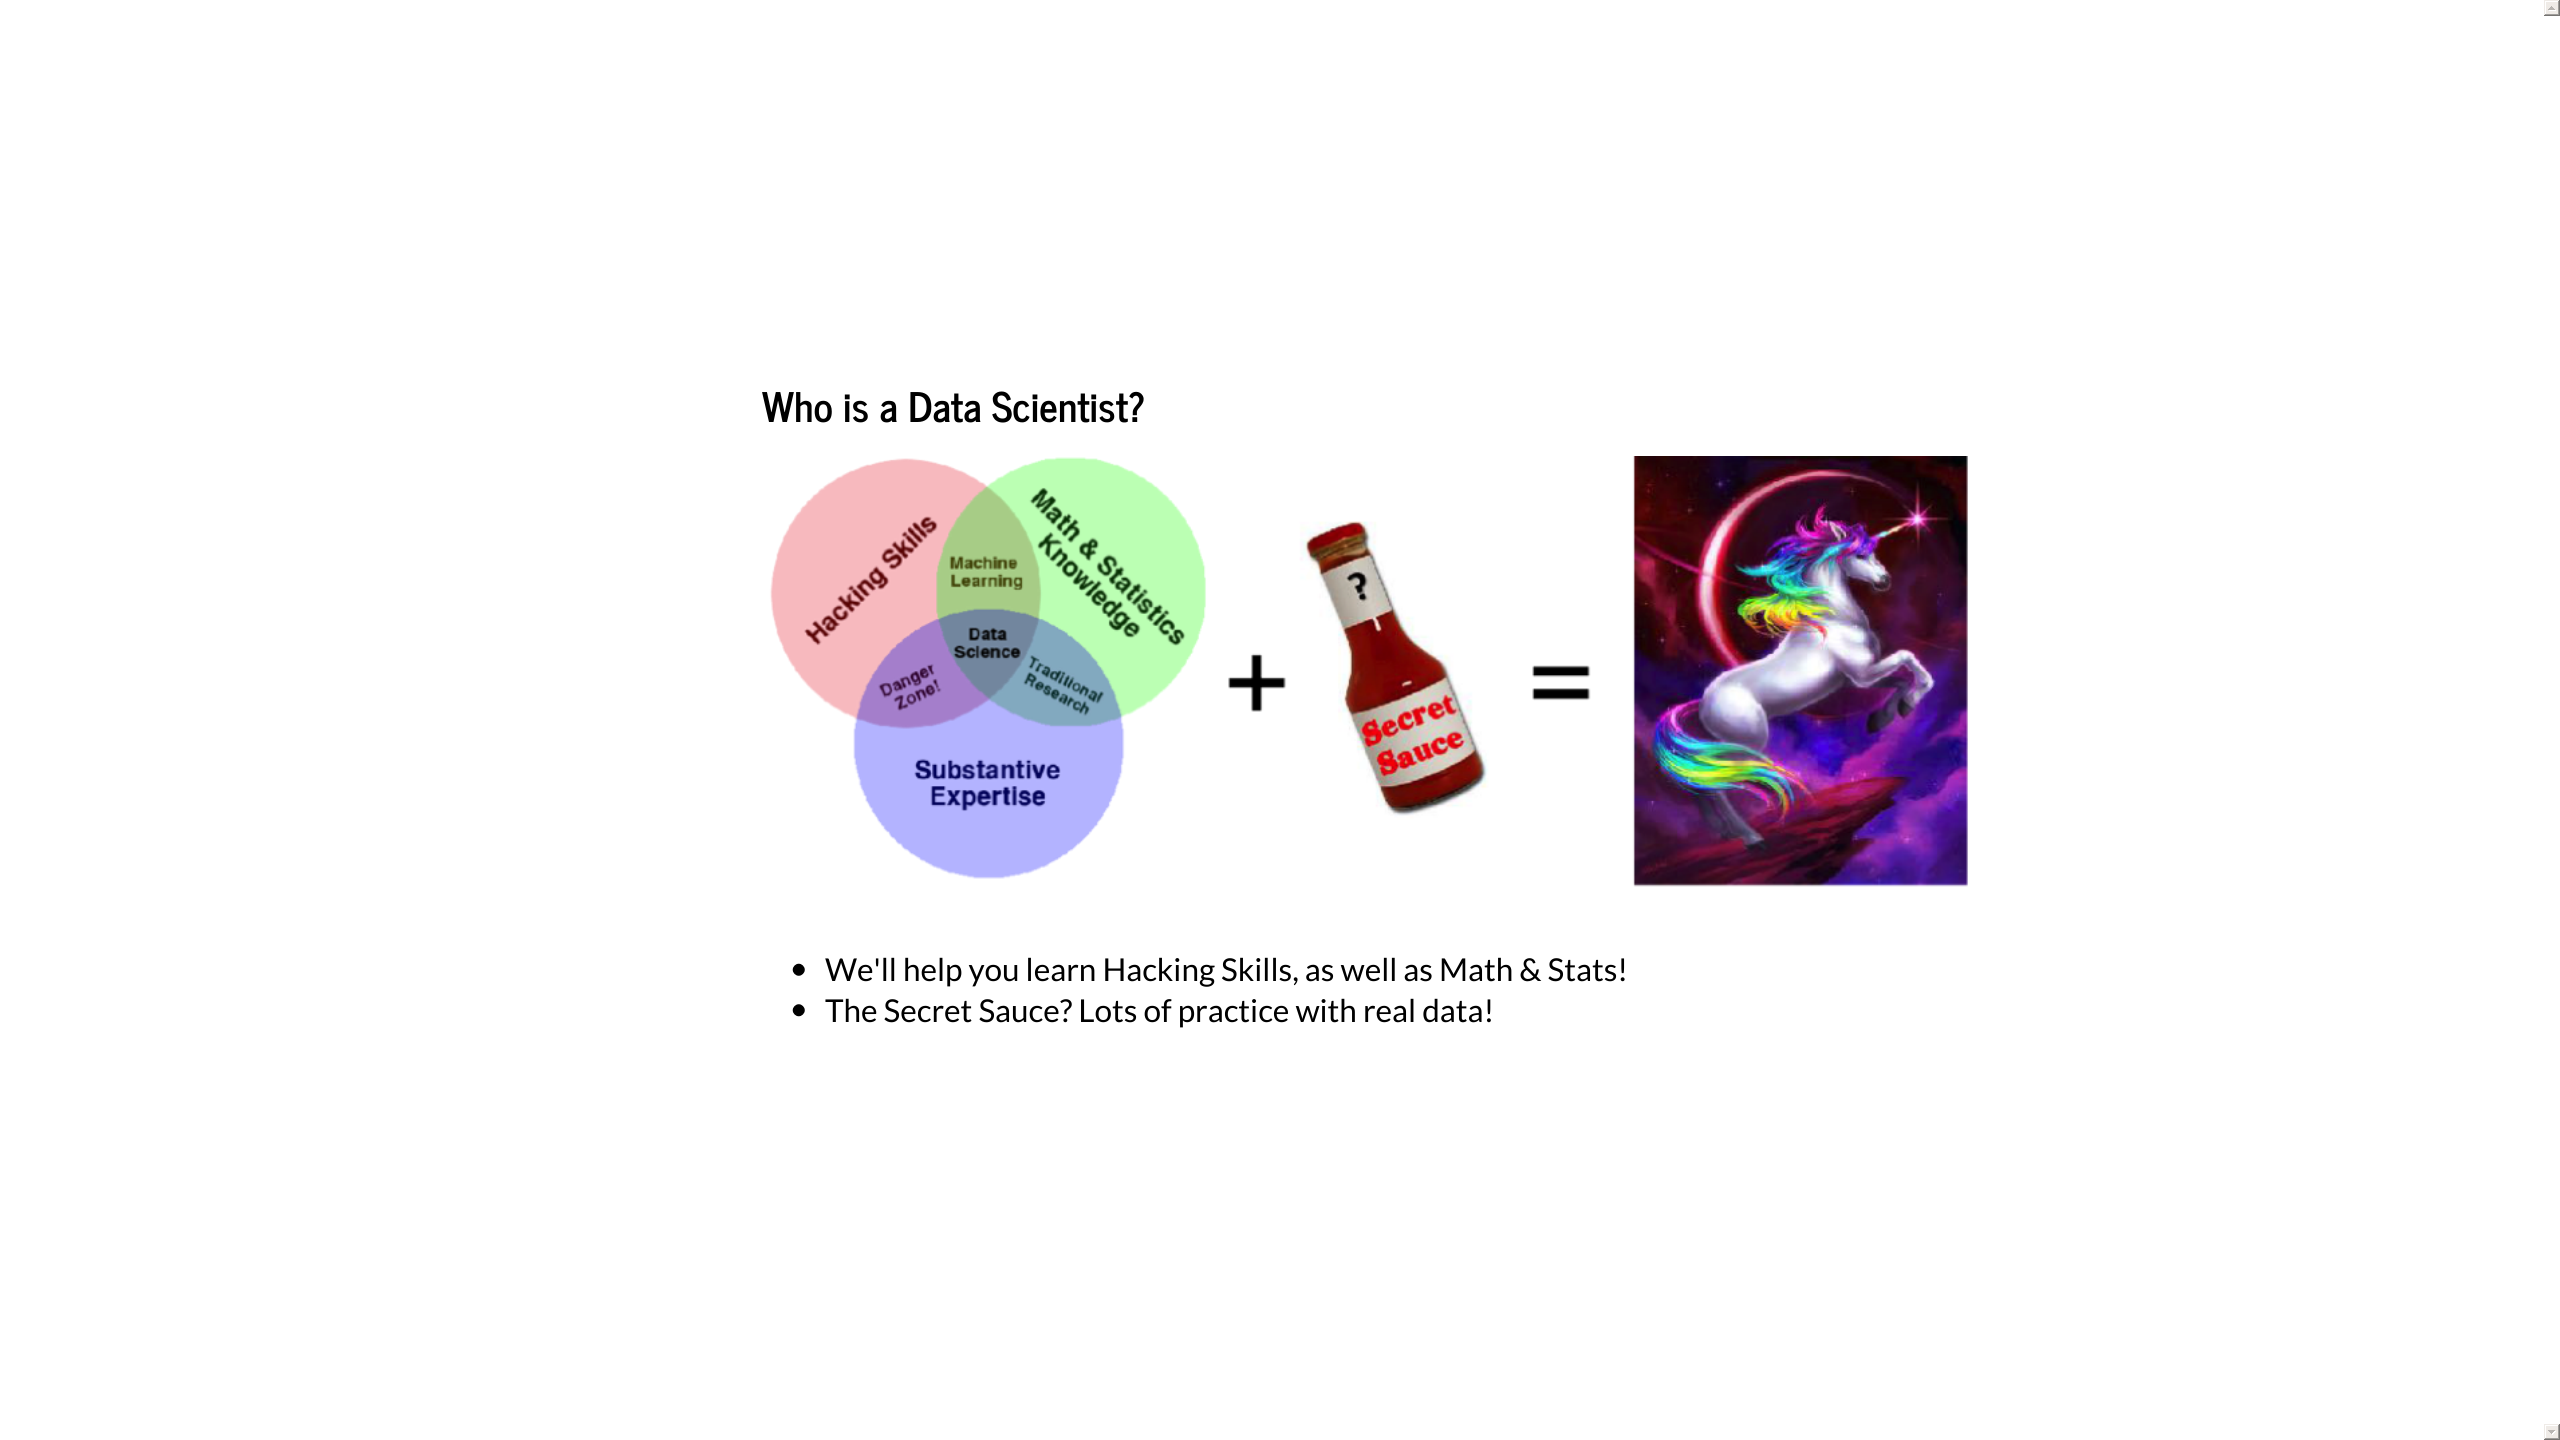 Who is a Data Scientist?
Hacking Skills
Math & Statistics
Knowledge
Machine
Learning
Data
Science
Danger
Zone!
Traditional
Research
Substantive
Expertise
+
?
Secret
Sauce
=
We'll help you learn Hacking Skills, as well as Math & Stats!
The Secret Sauce? Lots of practice with real data!